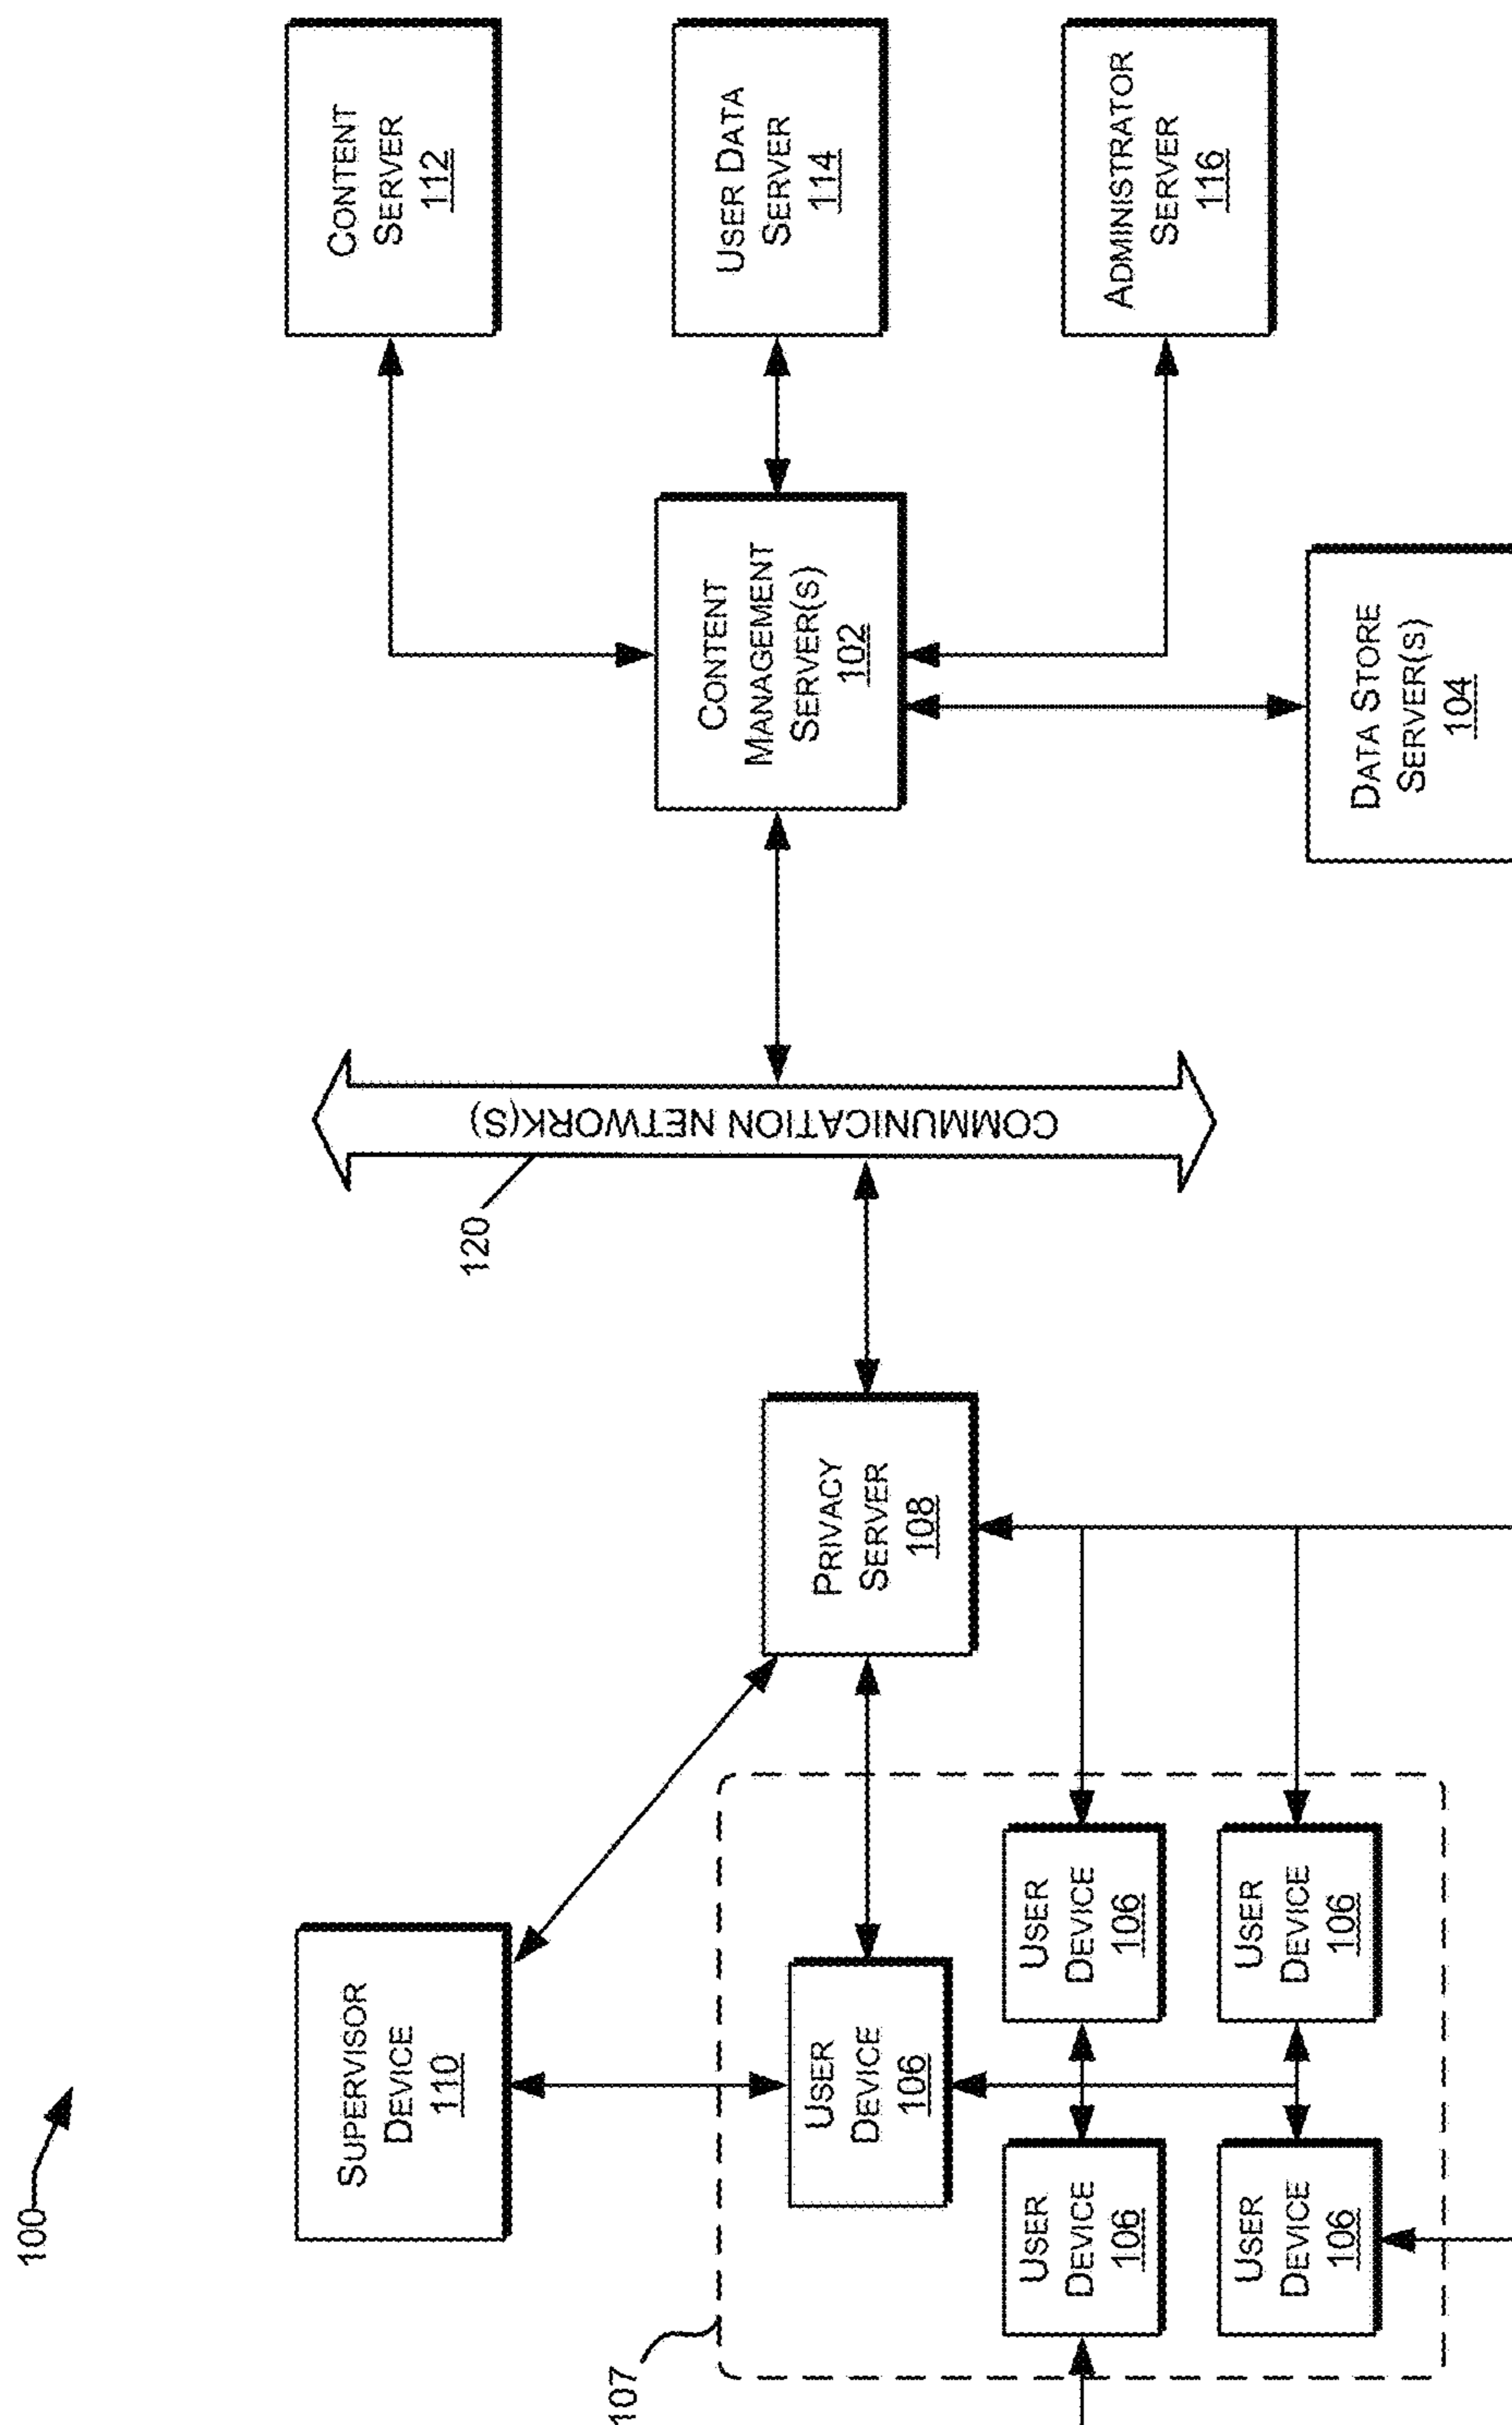 100
SUPERVISOR
DEVICE
110
107
USER
DEVICE
106
USER
DEVICE
106
USER
DEVICE
106
USER
DEVICE
106
USER
DEVICE
106
PRIVACY
SERVER
108
120
COMMUNICATION NETWORK(S)
CONTENT
MANAGEMENT
SERVER(S)
102
DATA STORE
SERVER(S)
104
CONTENT
SERVER
112
USER DATA
SERVER
114
ADMINISTRATOR
SERVER
116